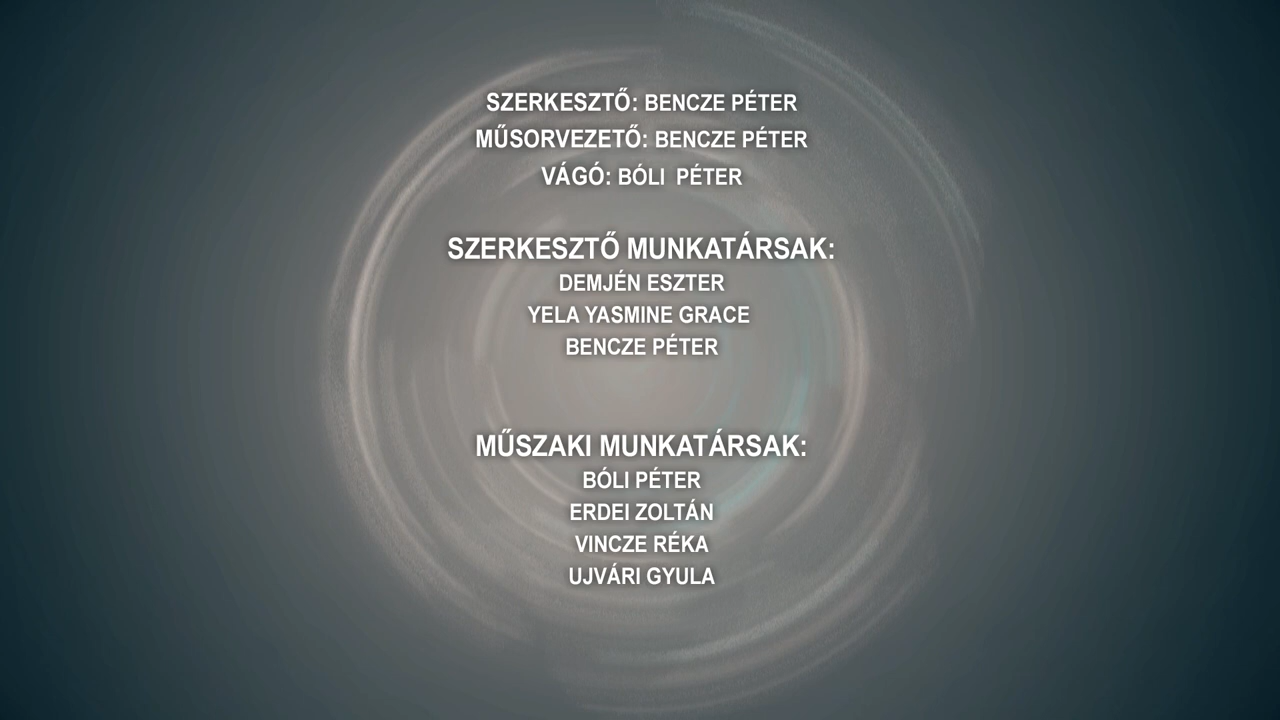 SZERKESZTŐ: BENCZE PÉTER
MŰSORVEZETŐ: BENCZE PÉTER
VÁGÓ: BÓLI PÉTER
SZERKESZTŐ MUNKATÁRSAK:
DEMJÉN ESZTER
YELA YASMINE GRACE
BENCZE PÉTER
MŰSZAKI MUNKATÁRSAK:
BÓLI PÉTER
ERDEI ZOLTÁN
VINCZE RÉKA
UJVÁRI GYULA